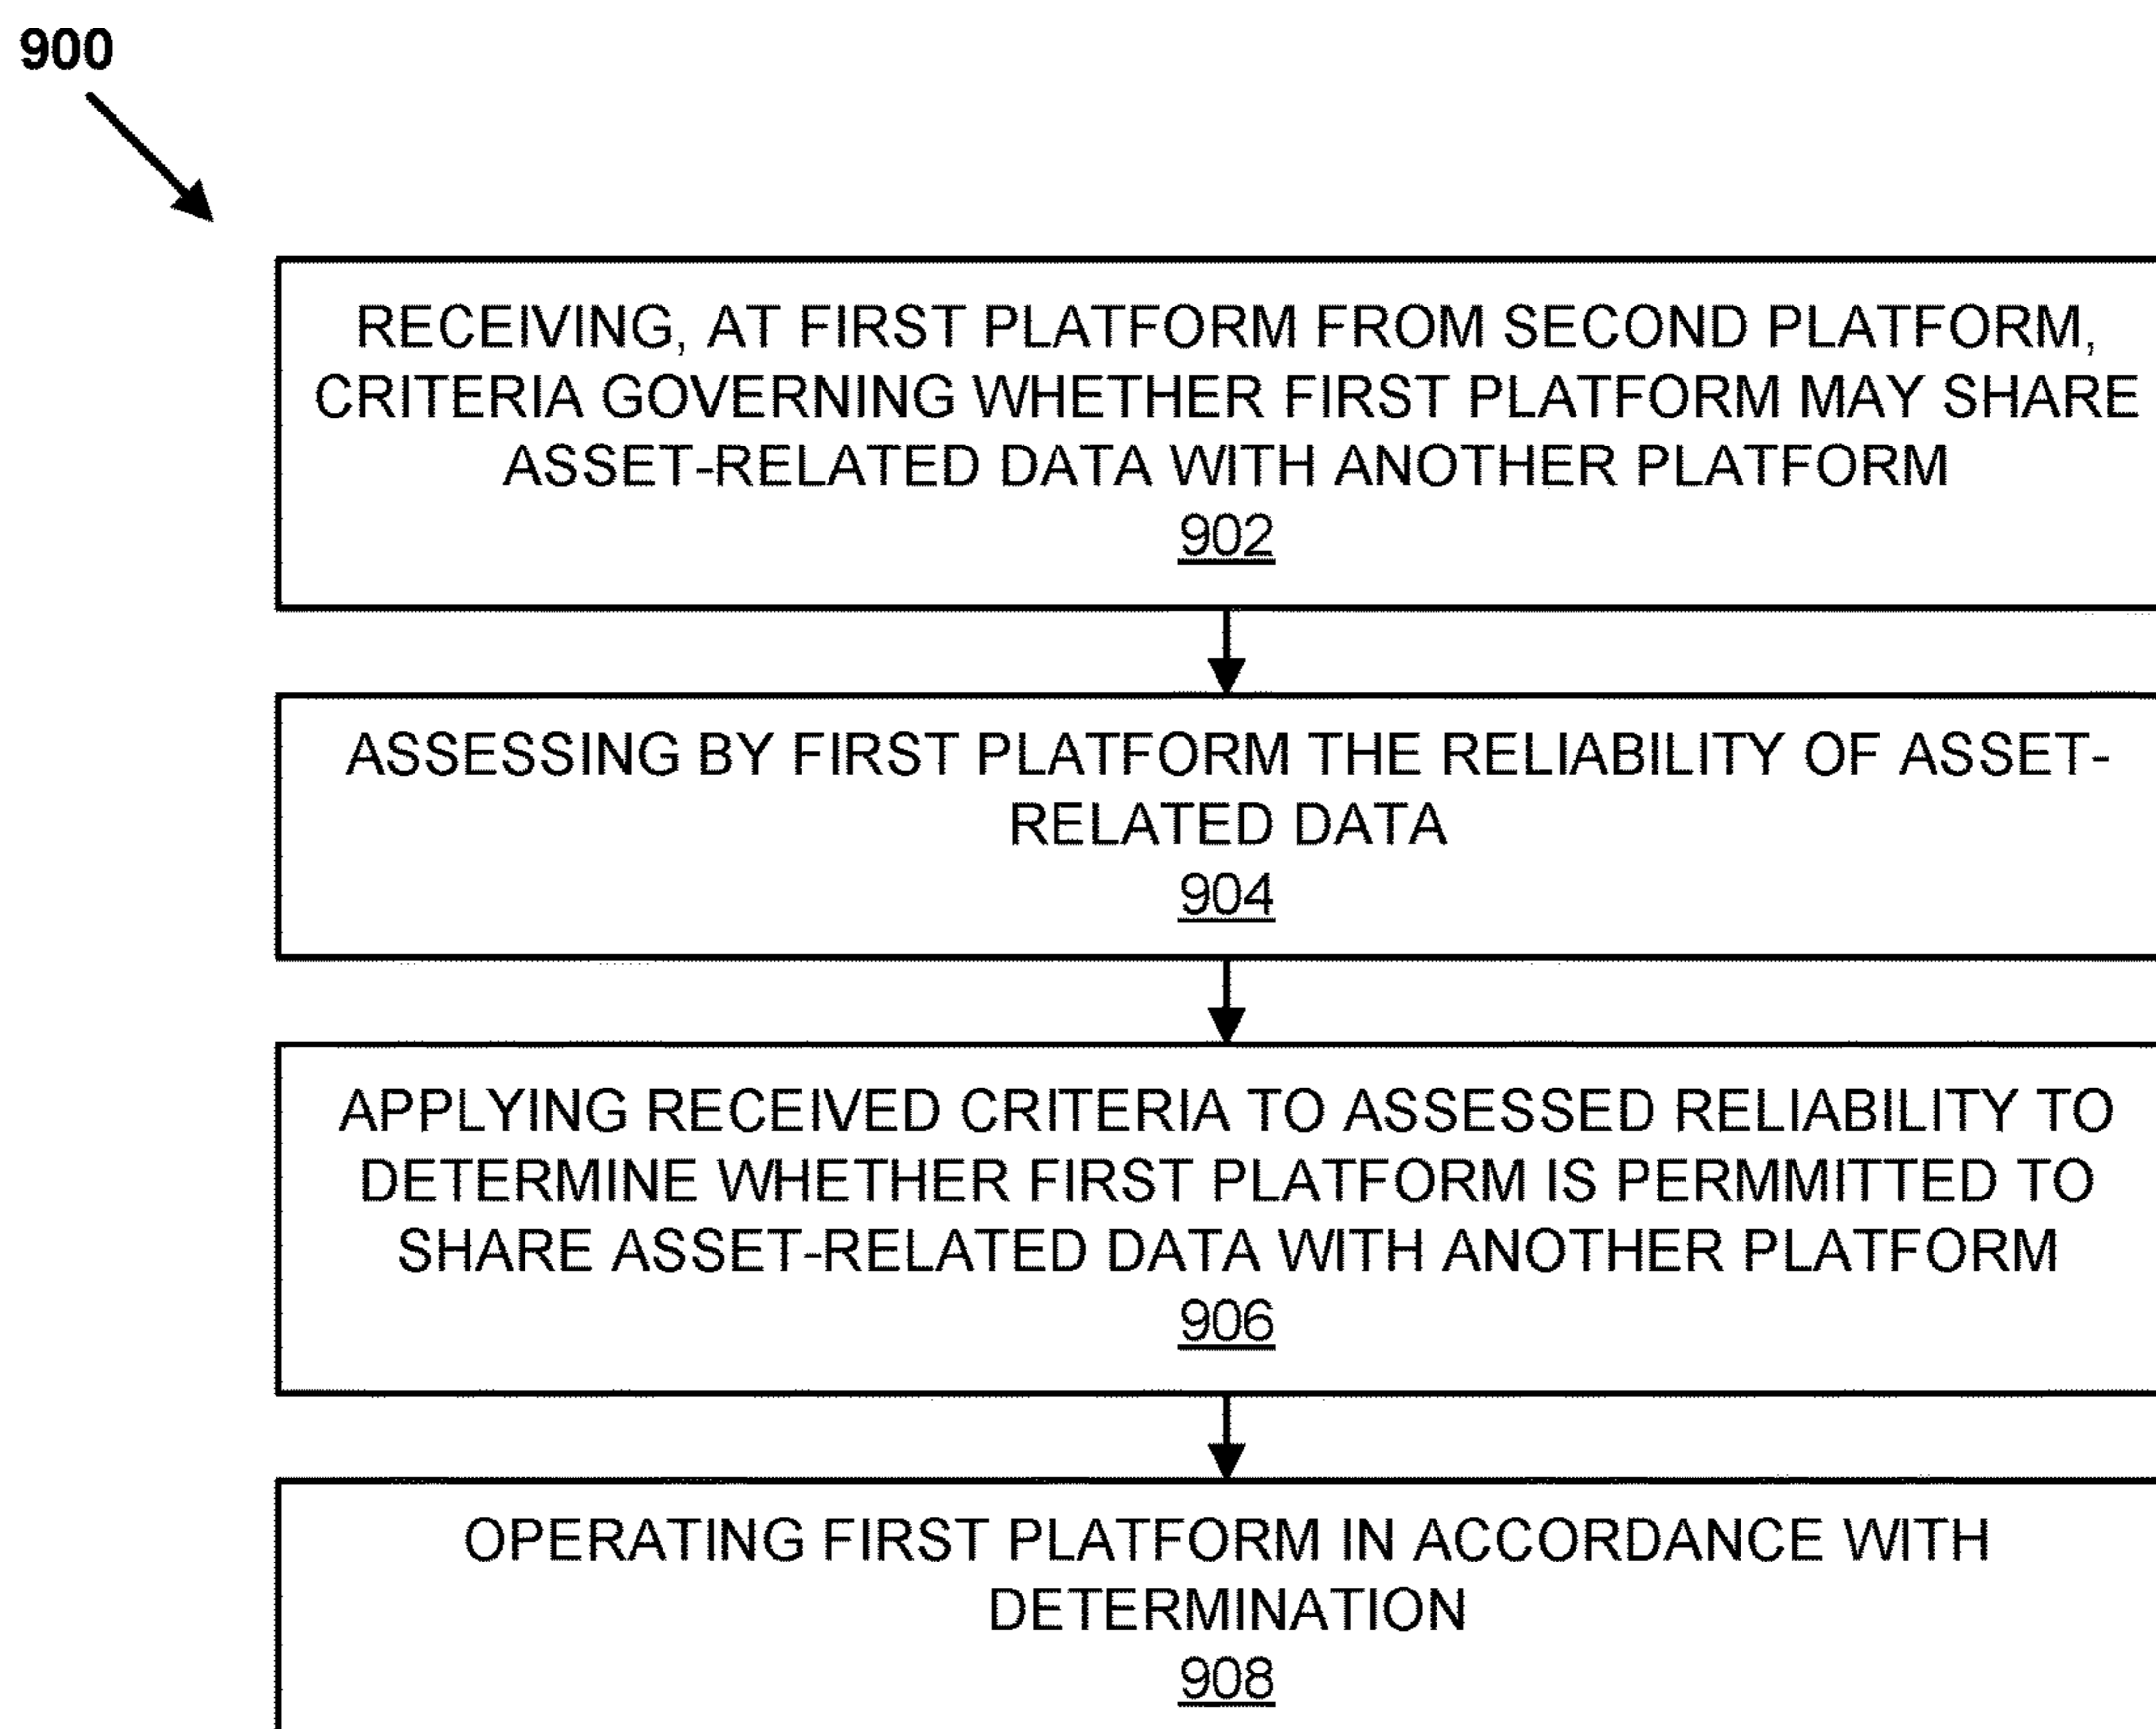 900
RECEIVING, AT FIRST PLATFORM FROM SECOND PLATFORM,
CRITERIA GOVERNING WHETHER FIRST PLATFORM MAY SHARE
ASSET-RELATED DATA WITH ANOTHER PLATFORM
902
ASSESSING BY FIRST PLATFORM THE RELIABILITY OF ASSET-
RELATED DATA
904
APPLYING RECEIVED CRITERIA TO ASSESSED RELIABILITY TO
DETERMINE WHETHER FIRST PLATFORM IS PERMMITTED TO
SHARE ASSET-RELATED DATA WITH ANOTHER PLATFORM
906
OPERATING FIRST PLATFORM IN ACCORDANCE WITH
DETERMINATION
908